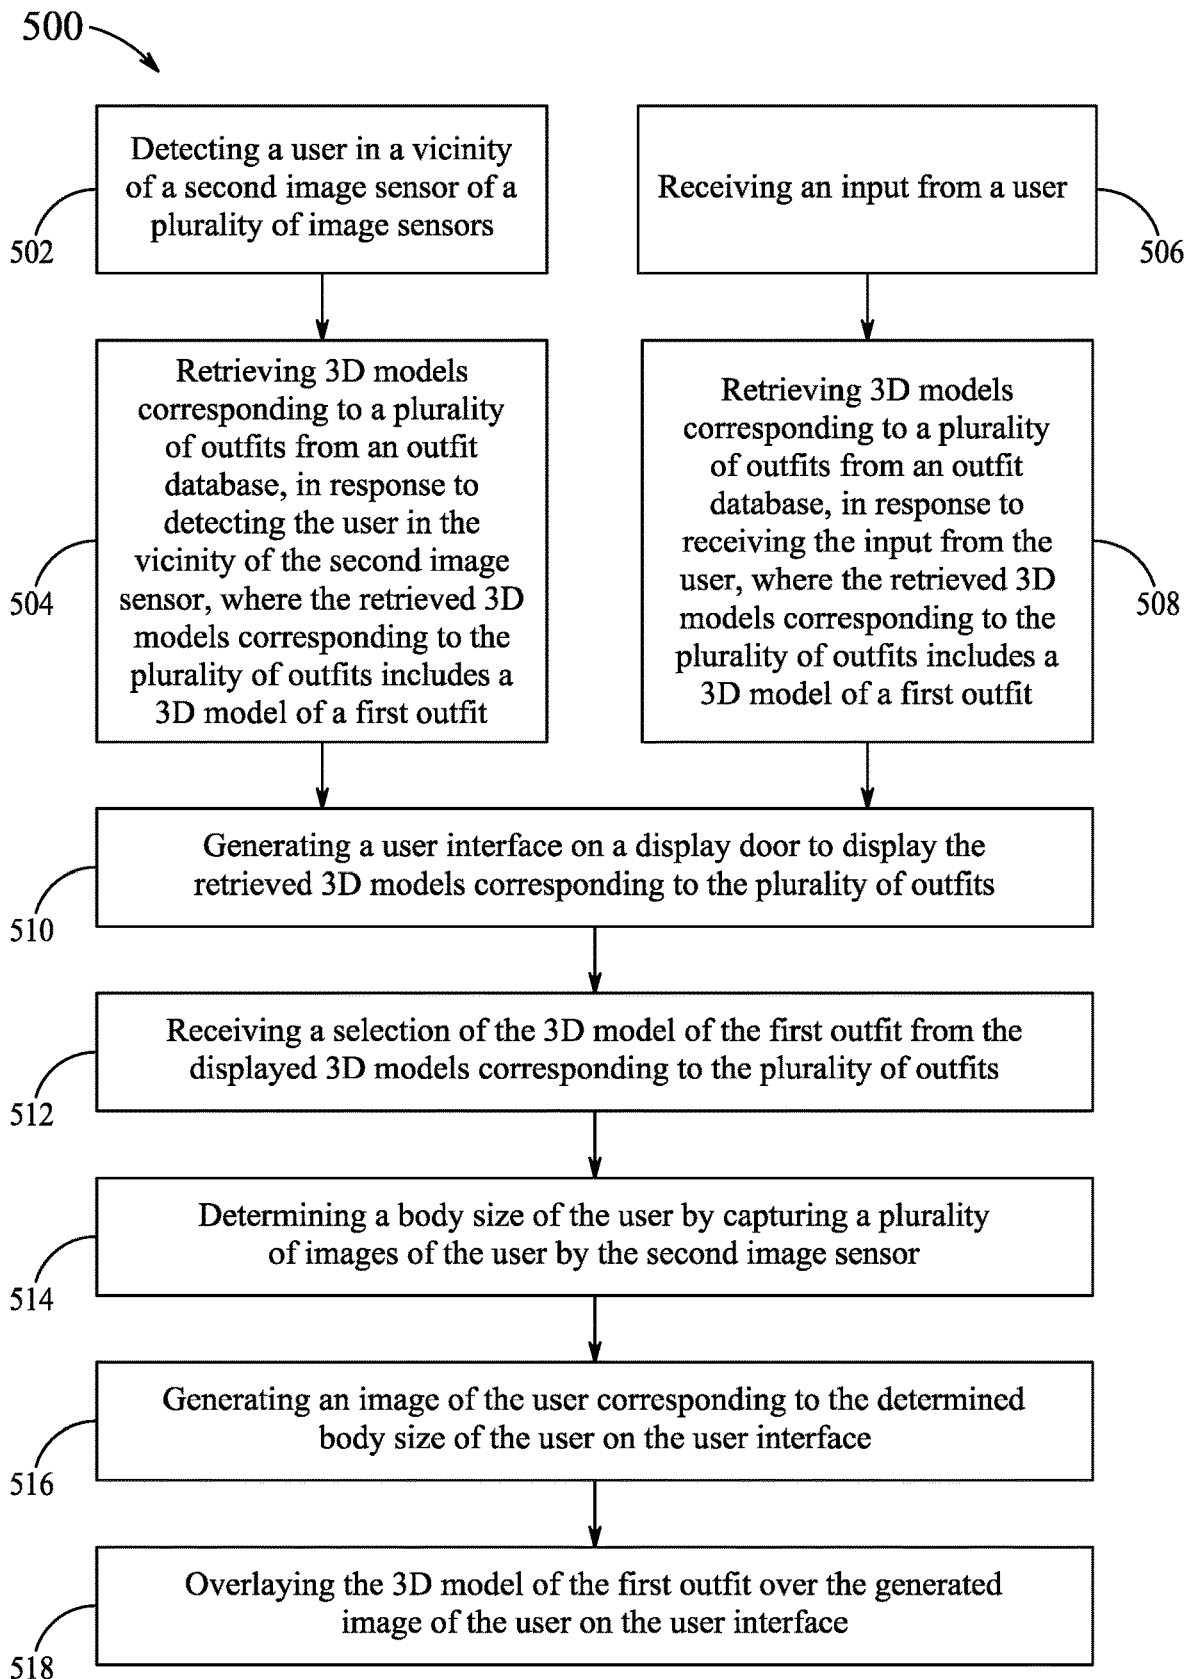 500
Detecting a user in a vicinity
of a second image sensor of a
plurality of image sensors
502
Receiving an input from a user
506
Retrieving 3D models
corresponding to a plurality
of outfits from an outfit
database, in response to
detecting the user in the
vicinity of the second image
sensor, where the retrieved 3D
models corresponding to the
plurality of outfits includes a
3D model of a first outfit
504
Retrieving 3D models
corresponding to a plurality
of outfits from an outfit
database, in response to
receiving the input from the
user, where the retrieved 3D
models corresponding to the
plurality of outfits includes a
3D model of a first outfit
508
Generating a user interface on a display door to display the
retrieved 3D models corresponding to the plurality of outfits
510
Receiving a selection of the 3D model of the first outfit from the
displayed 3D models corresponding to the plurality of outfits
512
Determining a body size of the user by capturing a plurality
of images of the user by the second image sensor
514
Generating an image of the user corresponding to the determined
body size of the user on the user interface
516
Overlaying the 3D model of the first outfit over the generated
image of the user on the user interface
518